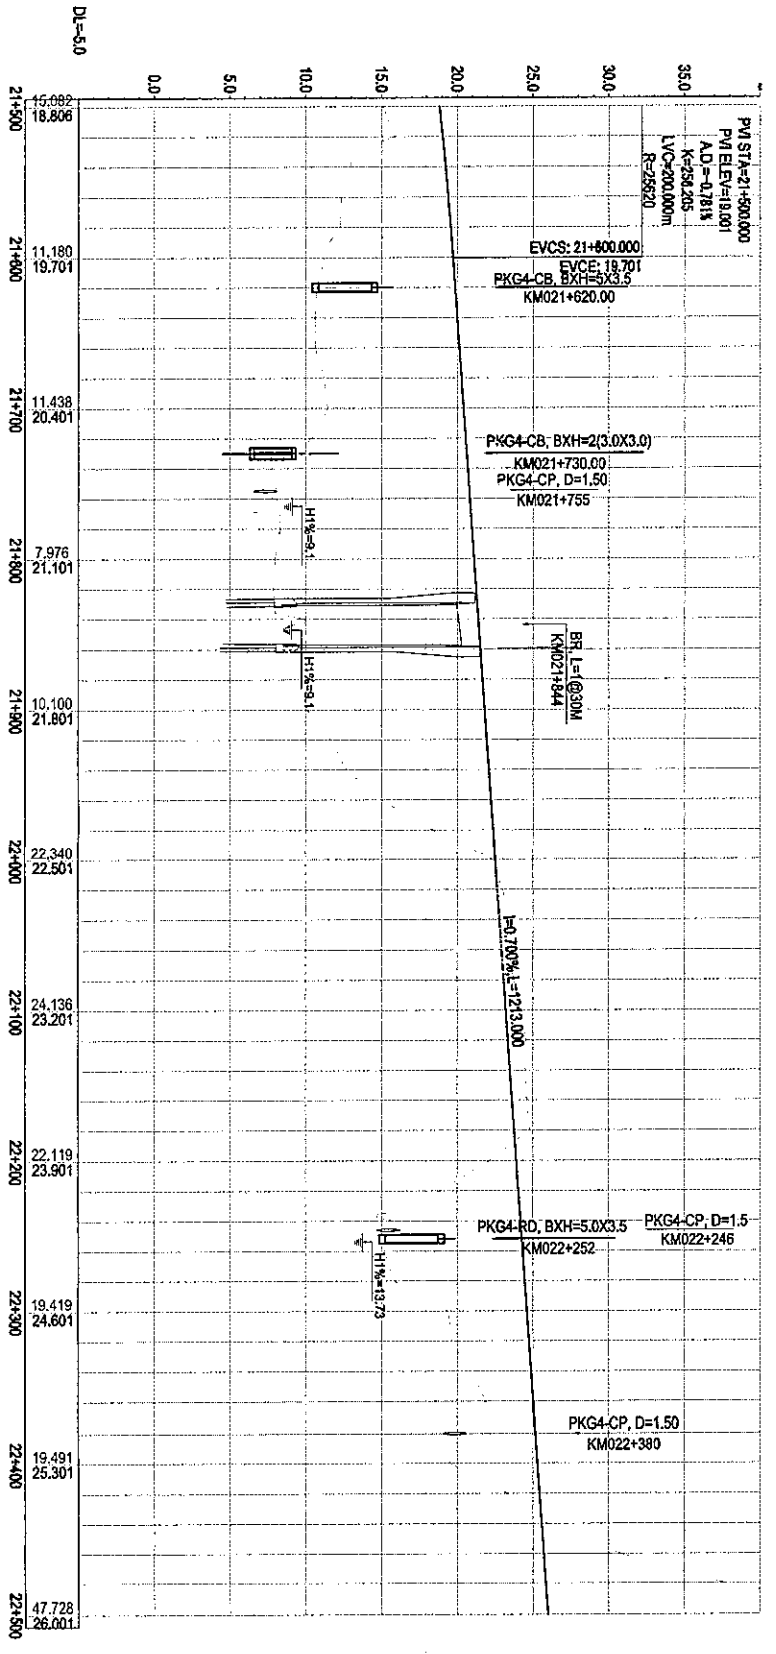 PVI STA=21+500.000
PVI ELEV=19.001
A.D.=-0.781%
K=256.205
LVC=200.000m
R=25620
EVCS: 21+600.000
EVCE: 19.701
PKG4-CB, BXH=5X3.5
KM021+620.00
PKG4-CB, BXH=2(3.0X3.0)
KM021+730.00
PKG4-CP, D=1.50
KM021+755
BR, L=1@30M
KM021+844
I=0.700%,L=1213.000
PKG4-CP, D=1.5
KM022+246
PKG4-RD, BXH=5.0X3.5
KM022+252
PKG4-CP, D=1.50
KM022+380
H1%=9.1
H1%=9.1
H1%=13.73
35.0
30.0
25.0
20.0
15.0
10.0
5.0
0.0
DL=-5.0
15.082
18.806
21+500
11.180
19.701
21+600
11.438
20.401
21+700
7.976
21.101
21+800
10.100
21.801
21+900
22.340
22.501
22+000
24.136
23.201
22+100
22.119
23.901
22+200
19.419
24.601
22+300
19.491
25.301
22+400
47.728
26.001
22+500